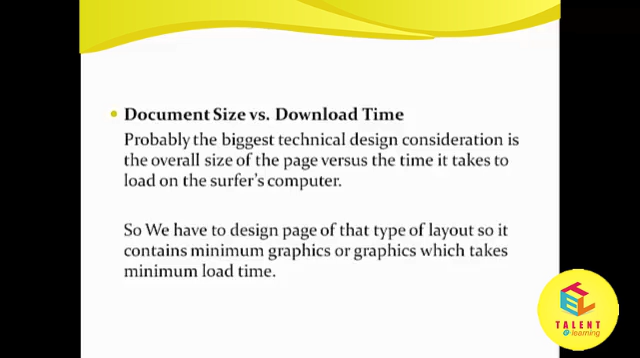 Document Size vs. Download Time
Probably the biggest technical design consideration is
the overall size of the page versus the time it takes to
load on the surfer's computer.
So We have to design page of that type of layout so it
contains minimum graphics or graphics which takes
minimum load time.
TEL
TALENT
e-learning